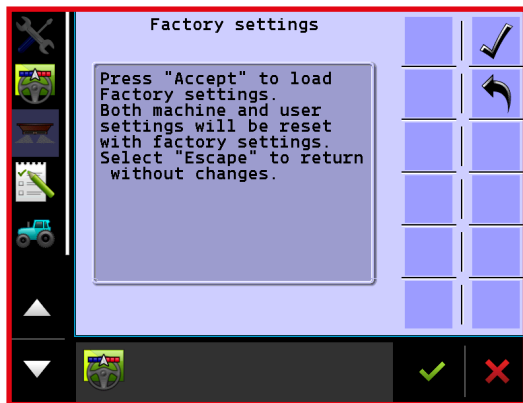 Factory settings
Press "Accept" to load
Factory settings.
Both machine and user
settings will be reset
with factory settings.
Select "Escape" to return
without changes.